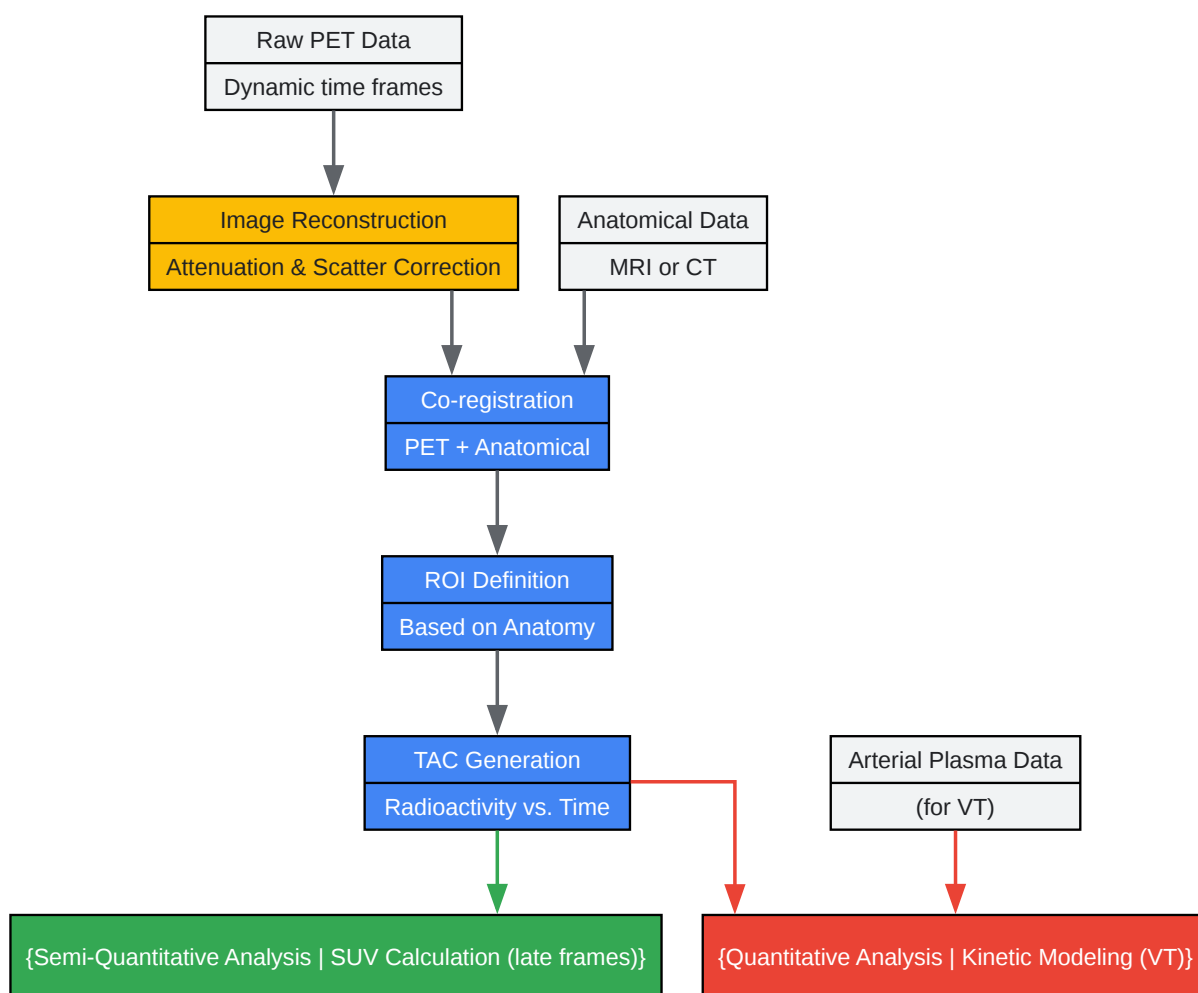 Raw PET Data
Dynamic time frames
Image Reconstruction
Attenuation & Scatter Correction
Anatomical Data
MRI or CT
Co-registration
PET + Anatomical
ROI Definition
Based on Anatomy
TAC Generation
Radioactivity vs. Time
Arterial Plasma Data
(for VT)
{Semi-Quantitative Analysis | SUV Calculation (late frames)}
{Quantitative Analysis | Kinetic Modeling (VT)}